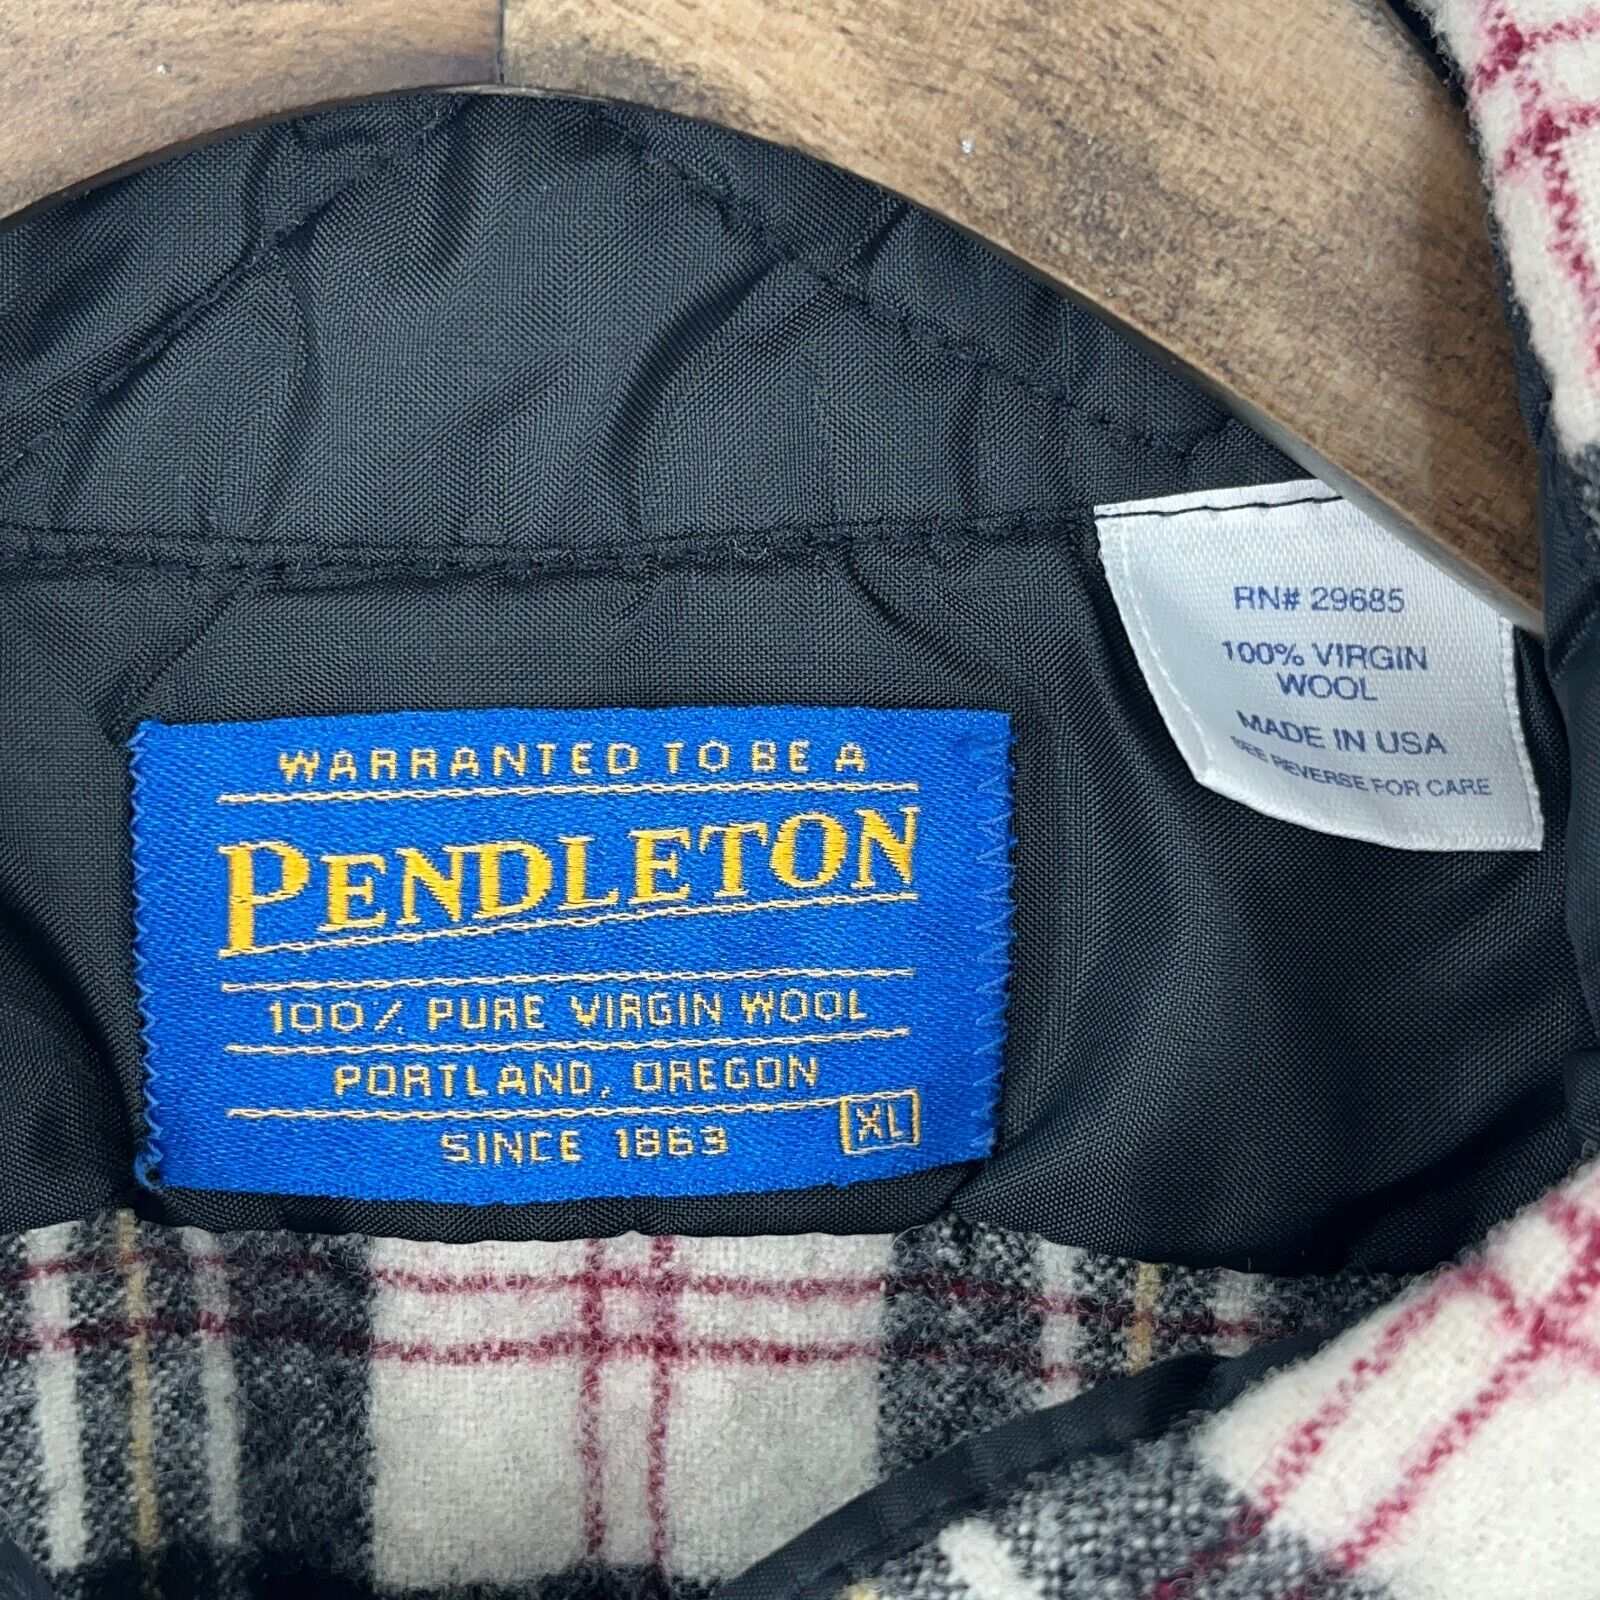 WARRANTED TO BE A
PENDLETON
100% PURE VIRGIN WOOL
PORTLAND, OREGON
SINCE 1863
XL
RN# 29685
100% VIRGIN
WOOL
MADE IN USA
SEE REVERSE FOR CARE